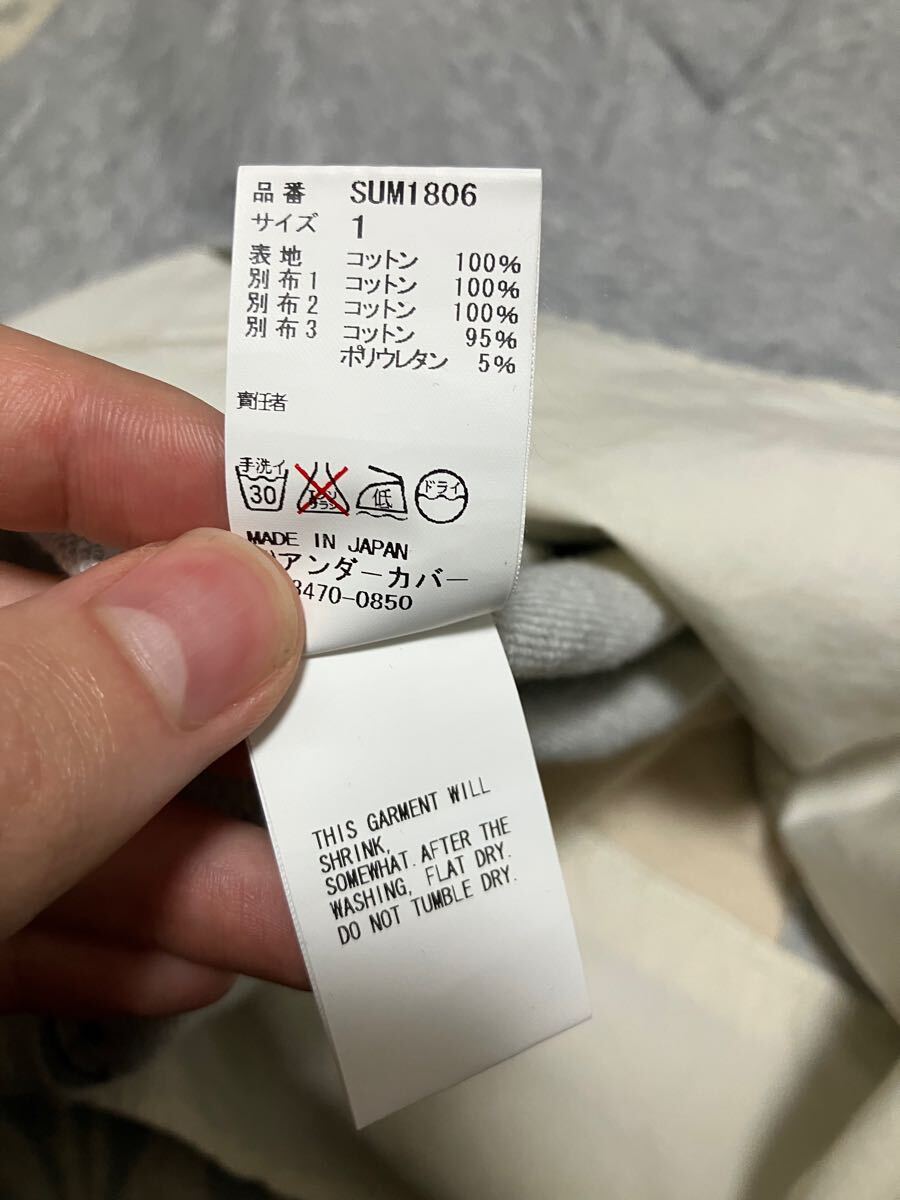 品番 SUM1806
サイズ 1
表地 コットン 100%
別布1 コットン 100%
別布2 コットン 100%
別布3 コットン 95%
ポリウレタン 5%
責任者
手洗イ 30 低 ドライ
MADE IN JAPAN
アンダーカバー
3470-0850
THIS GARMENT WILL
SHRINK,
SOMEWHAT. AFTER THE
WASHING, FLAT DRY.
DO NOT TUMBLE DRY.